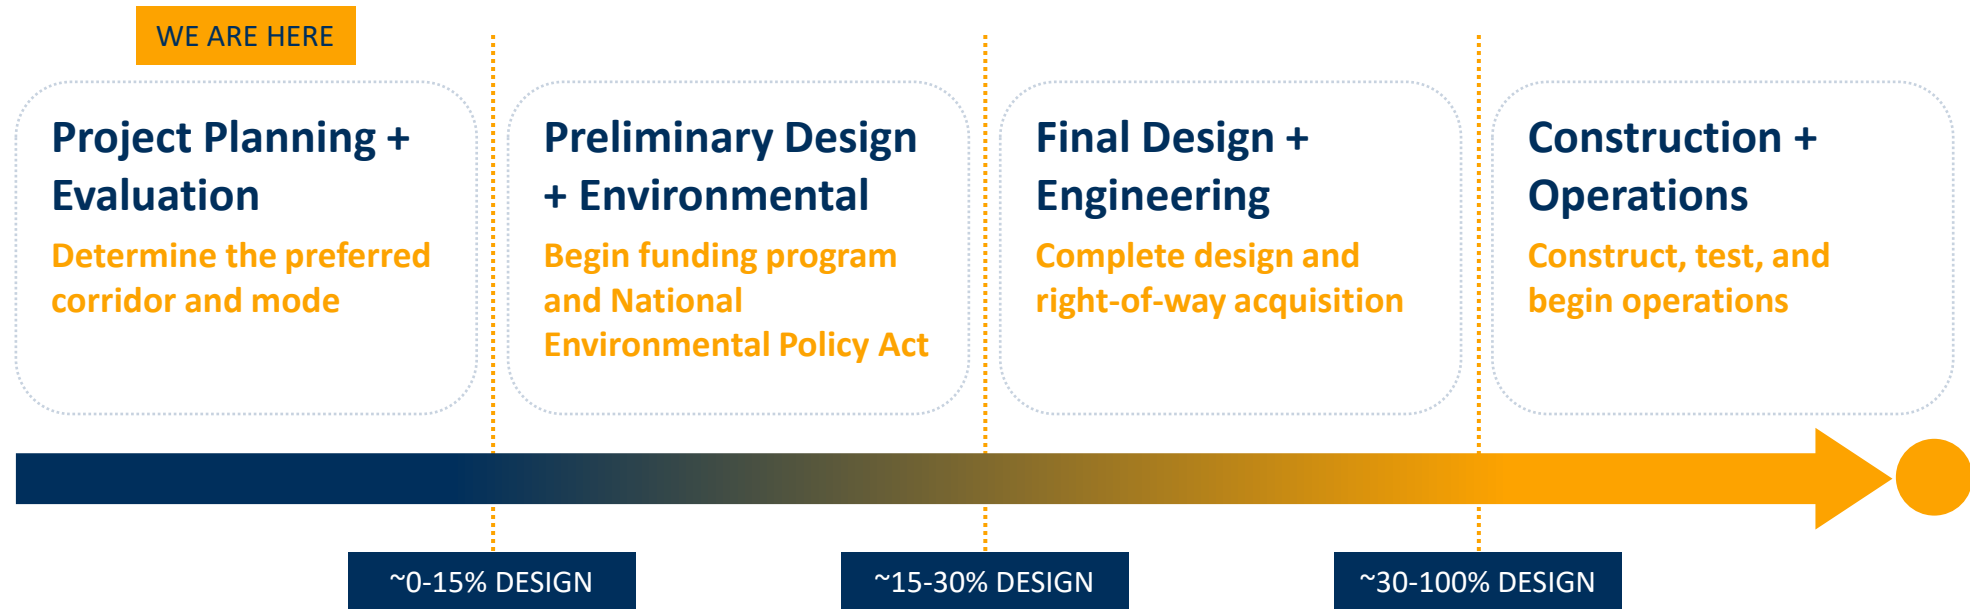 WE ARE HERE
Project Planning +
Evaluation
Determine the preferred
corridor and mode
Preliminary Design
+ Environmental
Begin funding program
and National
Environmental Policy Act
Final Design +
Engineering
Complete design and
right-of-way acquisition
Construction +
Operations
Construct, test, and
begin operations
~0-15% DESIGN
~15-30% DESIGN
~30-100% DESIGN